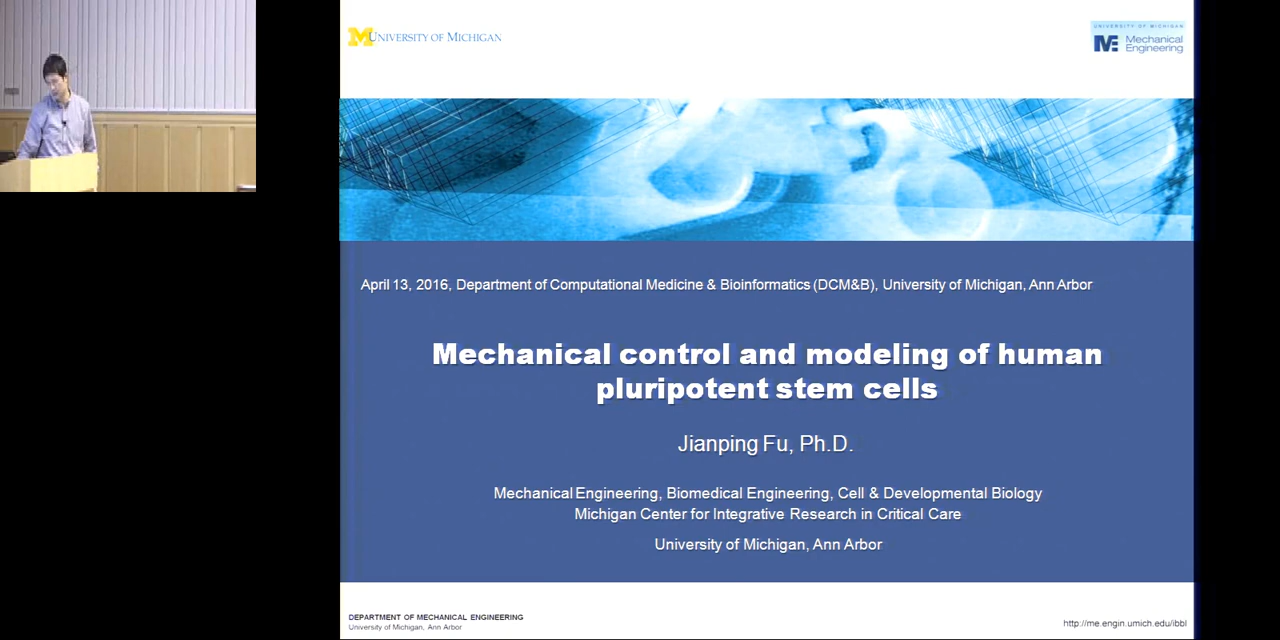 UNIVERSITY OF MICHIGAN
UNIVERSITY OF MICHIGAN
Mechanical
Engineering
April 13, 2016, Department of Computational Medicine & Bioinformatics (DCM&B), University of Michigan, Ann Arbor
Mechanical control and modeling of human
pluripotent stem cells
Jianping Fu, Ph.D.
Mechanical Engineering, Biomedical Engineering, Cell & Developmental Biology
Michigan Center for Integrative Research in Critical Care
University of Michigan, Ann Arbor
DEPARTMENT OF MECHANICAL ENGINEERING
University of Michigan, Ann Arbor
http://me.engin.umich.edu/ibbl